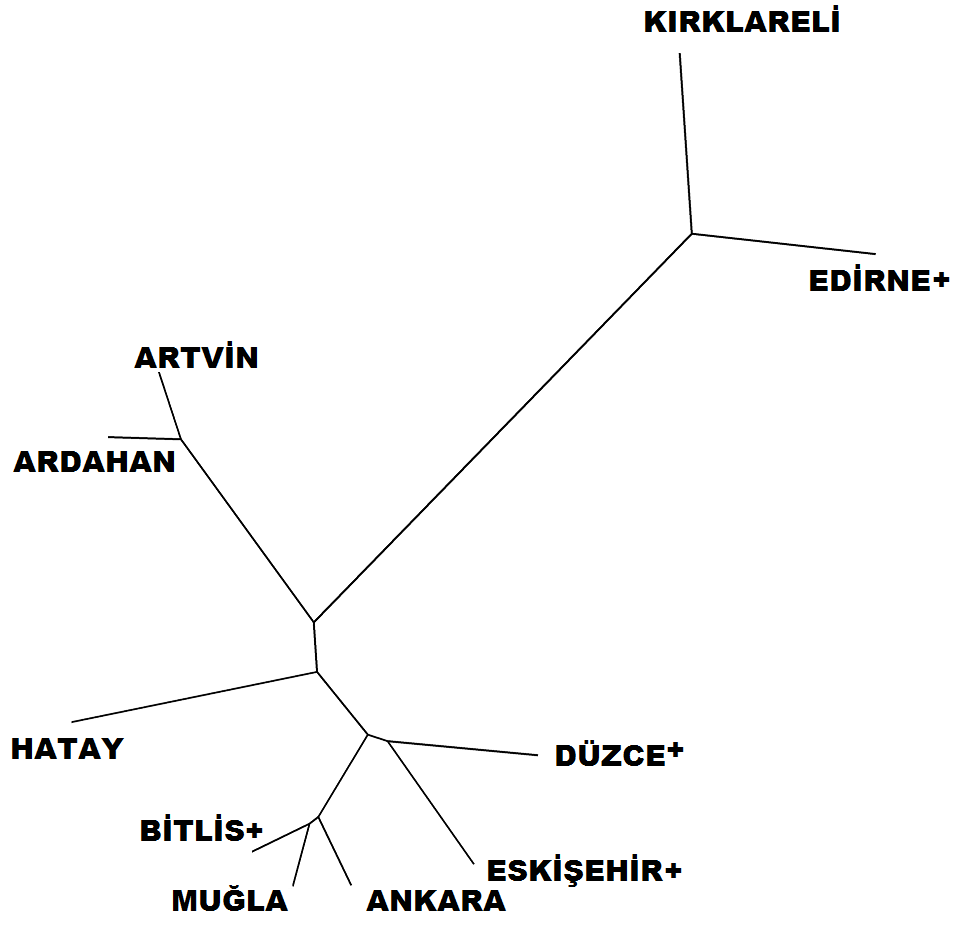 KIRKLARELİ
EDİRNE+
ARTVİN
ARDAHAN
HATAY
DÜZCE+
BİTLİS+
ESKİŞEHİR+
MUĞLA
ANKARA